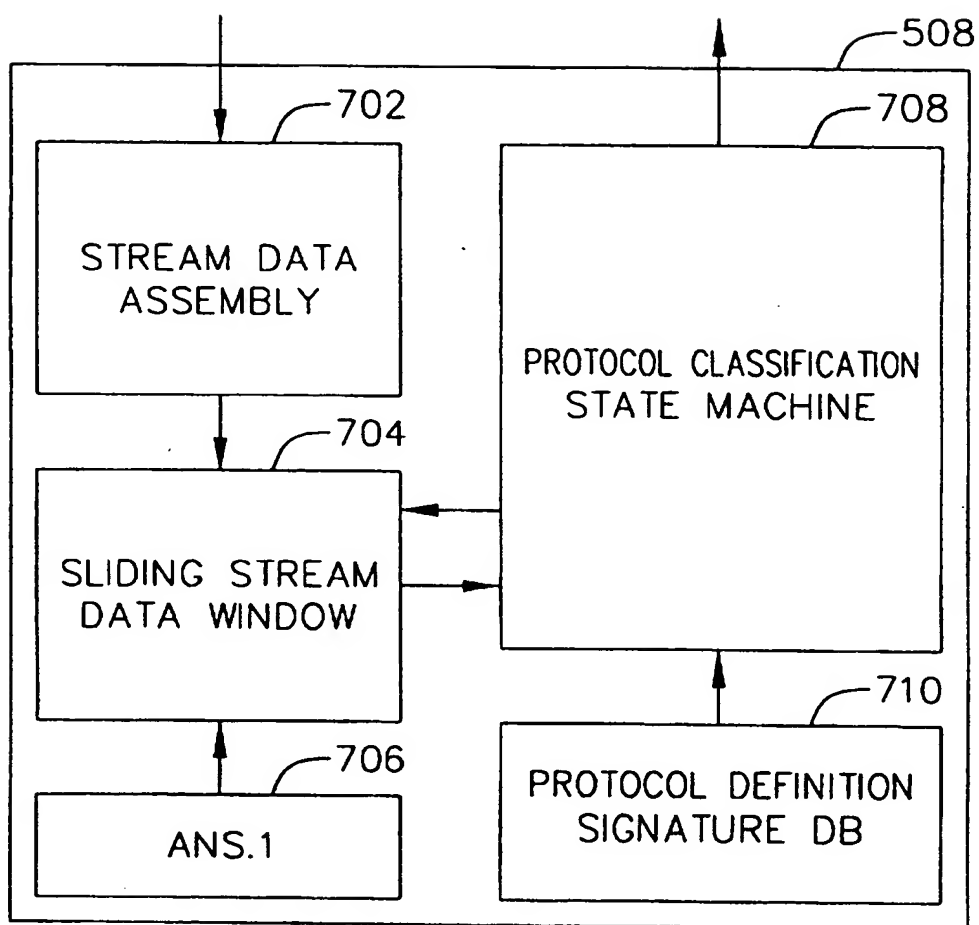 508
702
STREAM DATA
ASSEMBLY
704
SLIDING STREAM
DATA WINDOW
706
ANS.1
708
PROTOCOL CLASSIFICATION
STATE MACHINE
710
PROTOCOL DEFINITION
SIGNATURE DB